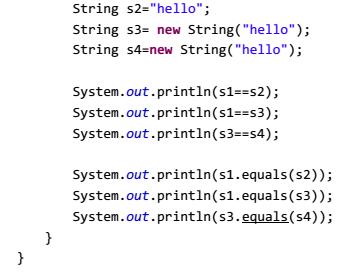 String s2="hello";
String s3= new String("hello");
String s4=new String("hello");
System.out.println(s1==s2);
System.out.println(s1==s3);
System.out.println(s3==s4);
System.out.println(s1.equals(s2));
System.out.println(s1.equals(s3));
System.out.println(s3.equals(s4));
}
}